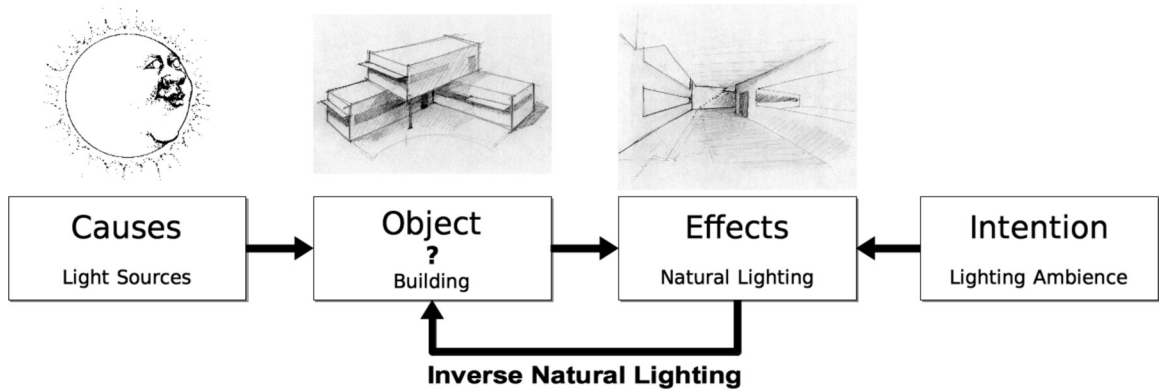 Causes
Light Sources
Object
?
Building
Effects
Natural Lighting
Intention
Lighting Ambience
Inverse Natural Lighting